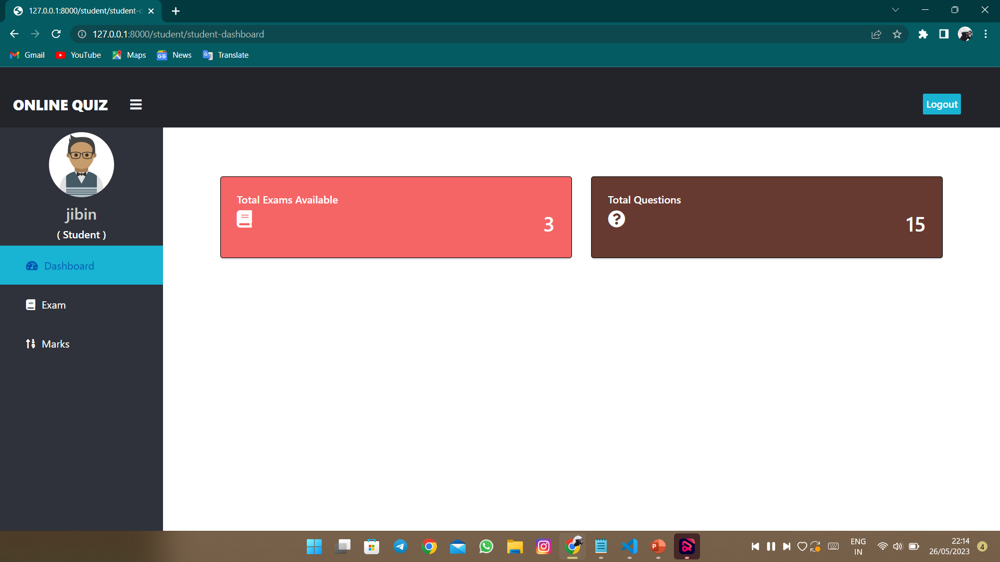 127.0.0.1:8000/student/student-d
127.0.0.1:8000/student/student-dashboard
Gmail
YouTube
Maps
News
Translate
ONLINE QUIZ
Logout
jibin
( Student )
Dashboard
Exam
Marks
Total Exams Available
3
Total Questions
15
ENG
IN
22:14
26/05/2023
4